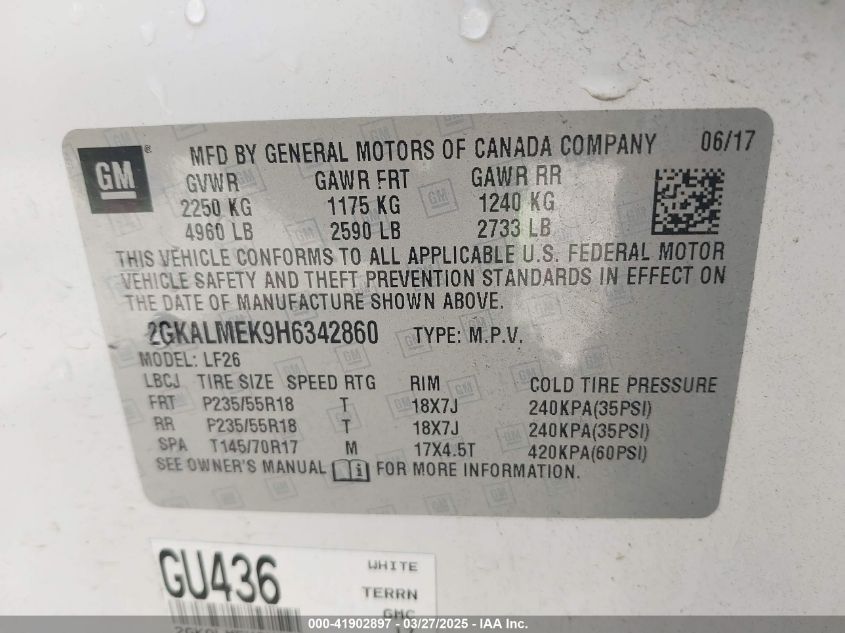 GM
®
MFD BY GENERAL MOTORS OF CANADA COMPANY 06/17
GVWR GAWR FRT GAWR RR
2250 KG 1175 KG 1240 KG
4960 LB 2590 LB 2733 LB
THIS VEHICLE CONFORMS TO ALL APPLICABLE U.S. FEDERAL MOTOR
VEHICLE SAFETY AND THEFT PREVENTION STANDARDS IN EFFECT ON
THE DATE OF MANUFACTURE SHOWN ABOVE.
2GKALMEK9H6342860 TYPE: M.P.V.
MODEL: LF26
LBCJ TIRE SIZE SPEED RTG RIM COLD TIRE PRESSURE
FRT P235/55R18 T 18X7J 240KPA(35PSI)
RR P235/55R18 T 18X7J 240KPA(35PSI)
SPA T145/70R17 M 17X4.5T 420KPA(60PSI)
SEE OWNER'S MANUAL i FOR MORE INFORMATION.
GU436 WHITE
TERRN
GMC
000-41902897 - 03/27/2025 - IAAI.COM